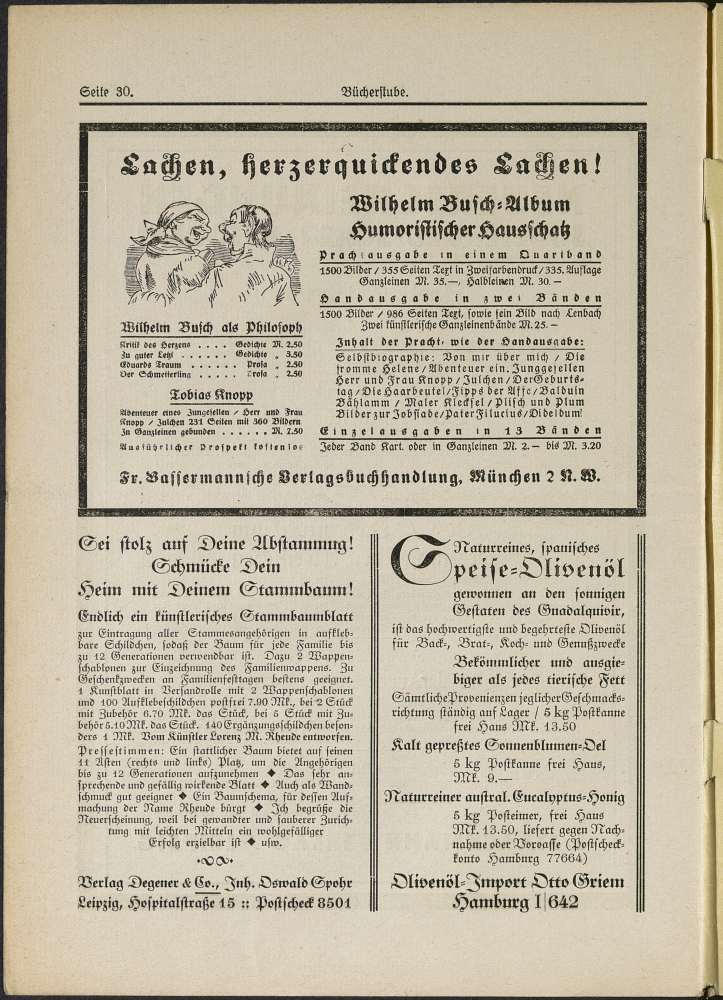 Seite 30.
Bücherstube.
Lachen, herzerquickendes Lachen!
Wilhelm Busch-Album
Humoristischer Hausschatz
Prachtausgabe in einem Quartband
1500 Bilder / 355 Seiten Text in Zweifarbendruck / 335. Auflage
Ganzleinen M. 35.—, Halbleinen M. 30.—
Handausgabe in zwei Bänden
1500 Bilder / 986 Seiten Text, sowie sein Bild nach Lenbach
Zwei künstlerische Ganzleinenbände M. 25.—
Inhalt der Pracht- wie der Handausgabe:
Selbstbiographie: Von mir über mich / Die
fromme Helene / Abenteuer ein. Junggesellen
Herr und Frau Knopp / Julchen / Der Geburts-
tag / Die Haarbeutel / Fipps der Affe / Balduin
Bählamm / Maler Klecksel / Plisch und Plum
Bilder zur Jobsiade / Pater Filucius / Dideldum!
Einzelausgaben in 13 Bänden
Jeder Band Kart. oder in Ganzleinen M. 2.— bis M. 3.20
Wilhelm Busch als Philosoph
Kritik des Herzens . . . . Gedichte M. 2.50
Zu guter Letzt . . . . . . Gedichte „ 3.50
Eduards Traum . . . . . . Prosa „ 2.50
Der Schmetterling . . . . . Prosa „ 2.50
Tobias Knopp
Abenteuer eines Junggesellen / Herr und Frau
Knopp / Julchen 231 Seiten mit 360 Bildern
In Ganzleinen gebunden . . . . . . M. 7.50
Ausführlicher Prospekt kostenlos
Fr. Bassermannsche Verlagsbuchhandlung, München 2 N.W.
Sei stolz auf Deine Abstammung!
Schmücke Dein
Heim mit Deinem Stammbaum!
Endlich ein künstlerisches Stammbaumblatt
zur Eintragung aller Stammesangehörigen in aufkleb-
bare Schildchen, sodaß der Baum für jede Familie bis
zu 12 Generationen verwendbar ist. Dazu 2 Wappen-
schablonen zur Einzeichnung des Familienwappens. Zu
Geschenkzwecken an Familienfesttagen bestens geeignet.
1 Kunstblatt in Versandrolle mit 2 Wappenschablonen
und 100 Aufklebschildchen postfrei 7.90 Mk., bei 2 Stück
mit Zubehör 6.70 Mk. das Stück, bei 5 Stück mit Zu-
behör 5.10 Mk. das Stück. 140 Ergänzungschildchen beson-
ders 1 Mk. Vom Künstler Lorenz M. Rheude entworfen.
Pressestimmen: Ein stattlicher Baum bietet auf seinen
11 Ästen (rechts und links) Platz, um die Angehörigen
bis zu 12 Generationen aufzunehmen ◆ Das sehr an-
sprechende und gefällig wirkende Blatt ◆ Auch als Wand-
schmuck gut geeignet ◆ Ein Baumschema, für dessen Auf-
machung der Name Rheude bürgt ◆ Ich begrüße die
Neuerscheinung, weil bei gewandter und sauberer Zurich-
tung mit leichten Mitteln ein wohlgefälliger
Erfolg erzielbar ist ◆ usw.
Verlag Degener & Co., Inh. Oswald Spohr
Leipzig, Hospitalstraße 15 :: Postscheck 8501
Naturreines, spanisches
Speise-Olivenöl
gewonnen an den sonnigen
Gestaten des Guadalquivir,
ist das hochwertigste und begehrteste Olivenöl
für Back-, Brat-, Koch- und Genußzwecke
Bekömmlicher und ausgie-
biger als jedes tierische Fett
Sämtliche Provenienzen jeglicher Geschmacks-
richtung ständig auf Lager / 5 kg Postkanne
frei Haus Mk. 13.50
Kalt gepreßtes Sonnenblumen-Oel
5 kg Postkanne frei Haus,
Mk. 9.—
Naturreiner austral. Eucalyptus-Honig
5 kg Posteimer, frei Haus
Mk. 13.50, liefert gegen Nach-
nahme oder Vorkasse (Postscheck-
konto Hamburg 77664)
Olivenöl-Import Otto Griem
Hamburg I|642